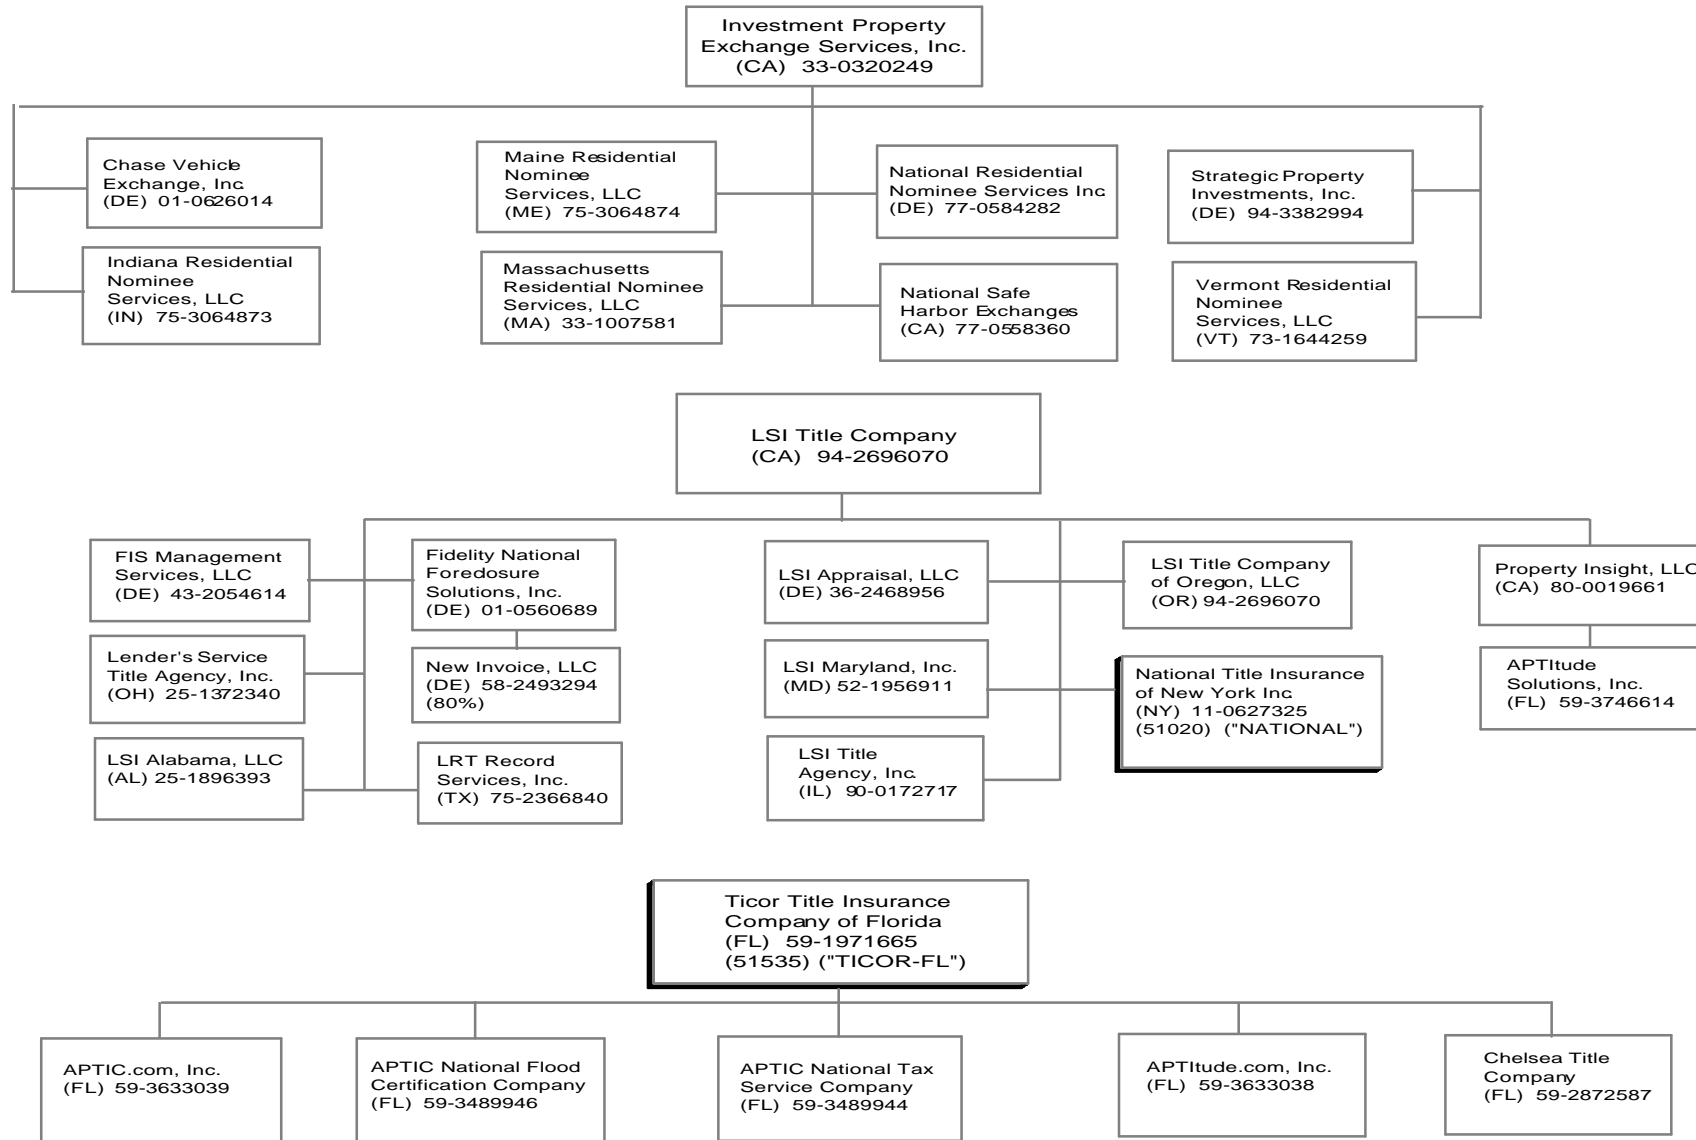 Investment Property
Exchange Services, Inc.
(CA) 33-0320249
Chase Vehicle
Exchange, Inc.
(DE) 01-0626014
Maine Residential
Nominee
Services, LLC
(ME) 75-3064874
National Residential
Nominee Services Inc.
(DE) 77-0584282
Strategic Property
Investments, Inc.
(DE) 94-3382994
Indiana Residential
Nominee
Services, LLC
(IN) 75-3064873
Massachusetts
Residential Nominee
Services, LLC
(MA) 33-1007581
National Safe
Harbor Exchanges
(CA) 77-0558360
Vermont Residential
Nominee
Services, LLC
(VT) 73-1644259
LSI Title Company
(CA) 94-2696070
FIS Management
Services, LLC
(DE) 43-2054614
Fidelity National
Foredosure
Solutions, Inc.
(DE) 01-0560689
LSI Appraisal, LLC
(DE) 36-2468956
LSI Title Company
of Oregon, LLC
(OR) 94-2696070
Property Insight, LLC
(CA) 80-0019661
Lender's Service
Title Agency, Inc.
(OH) 25-1372340
New Invoice, LLC
(DE) 58-2493294
(80%)
LSI Maryland, Inc.
(MD) 52-1956911
National Title Insurance
of New York Inc.
(NY) 11-0627325
(51020) ("NATIONAL")
APTItude
Solutions, Inc.
(FL) 59-3746614
LSI Alabama, LLC
(AL) 25-1896393
LRT Record
Services, Inc.
(TX) 75-2366840
LSI Title
Agency, Inc.
(IL) 90-0172717
Ticor Title Insurance
Company of Florida
(FL) 59-1971665
(51535) ("TICOR-FL")
APTIC.com, Inc.
(FL) 59-3633039
APTIC National Flood
Certification Company
(FL) 59-3489946
APTIC National Tax
Service Company
(FL) 59-3489944
APTItude.com, Inc.
(FL) 59-3633038
Chelsea Title
Company
(FL) 59-2872587